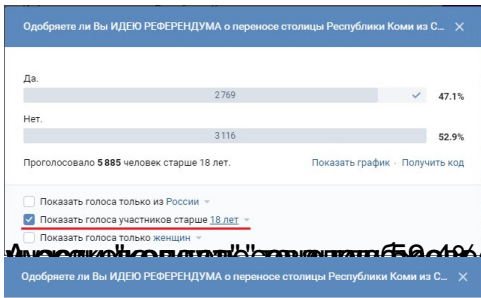 Одобряете ли Вы ИДЕЮ РЕФЕРЕНДУМА о переносе столицы Республики Коми из С...
Да.
2769
47.1%
Нет.
3116
52.9%
Проголосовало 5 885 человек старше 18 лет.
Показать график · Получить код
Показать голоса только из России
Показать голоса участников старше 18 лет
Показать голоса только женщин
Одобряете ли Вы ИДЕЮ РЕФЕРЕНДУМА о переносе столицы Республики Коми из С...